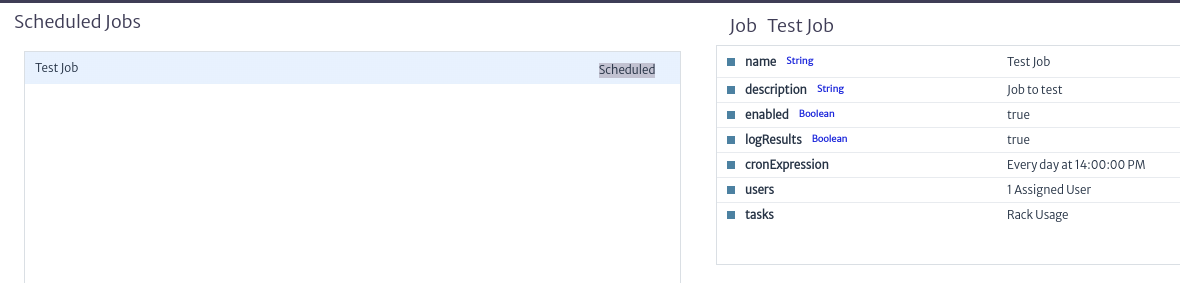 Scheduled Jobs
Test Job Scheduled
Job Test Job
name String Test Job
description String Job to test
enabled Boolean true
logResults Boolean true
cronExpression Every day at 14:00:00 PM
users 1 Assigned User
tasks Rack Usage